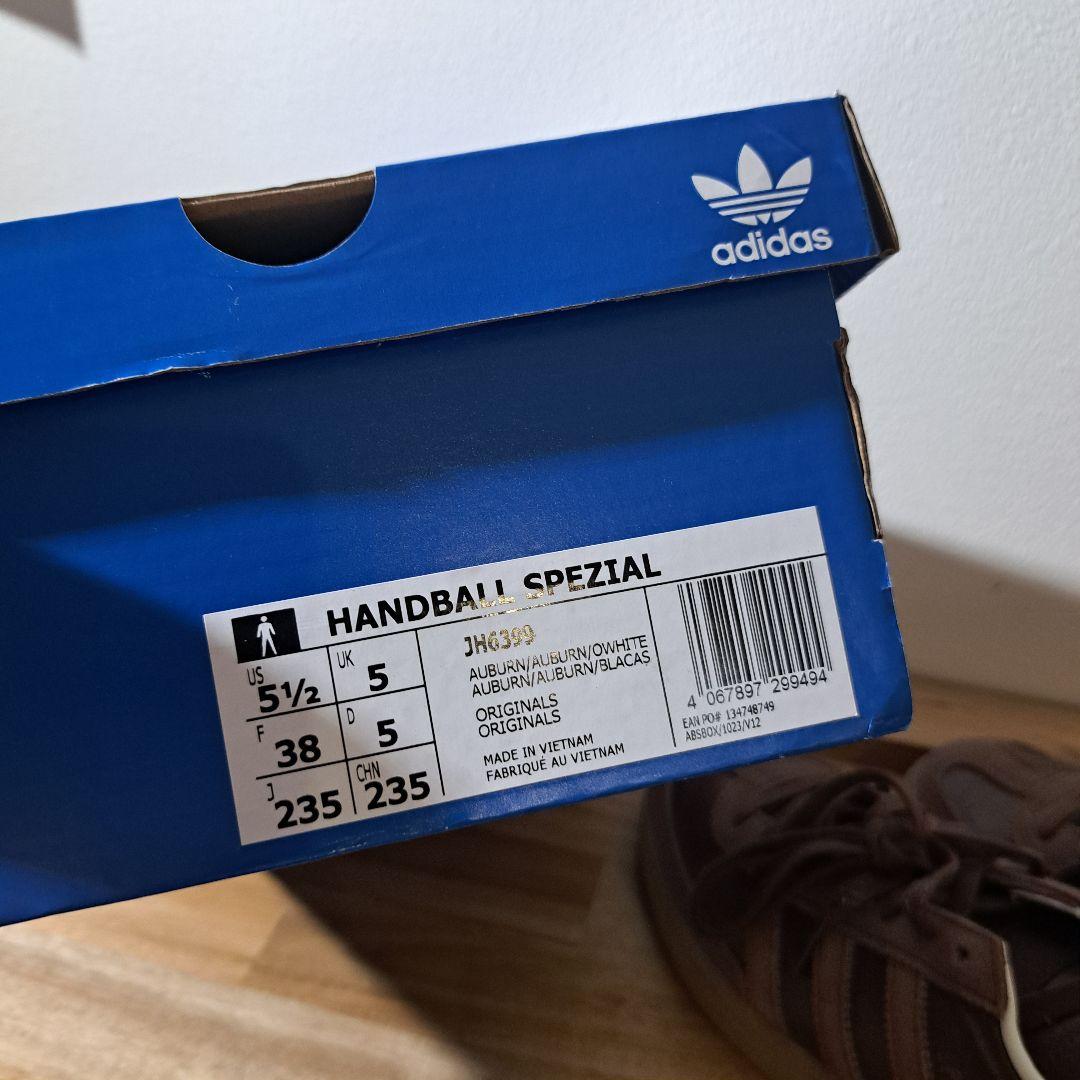 adidas
HANDBALL SPEZIAL
US
5½
UK
5
F
38
D
5
J
235
CHN
235
JH6399
AUBURN/AUBURN/OWHITE
AUBURN/AUBURN/BLACAS
ORIGINALS
ORIGINALS
MADE IN VIETNAM
FABRIQUÉ AU VIETNAM
4 067897 299494
EAN PO# 134748749
ABSBOX/1023/V12